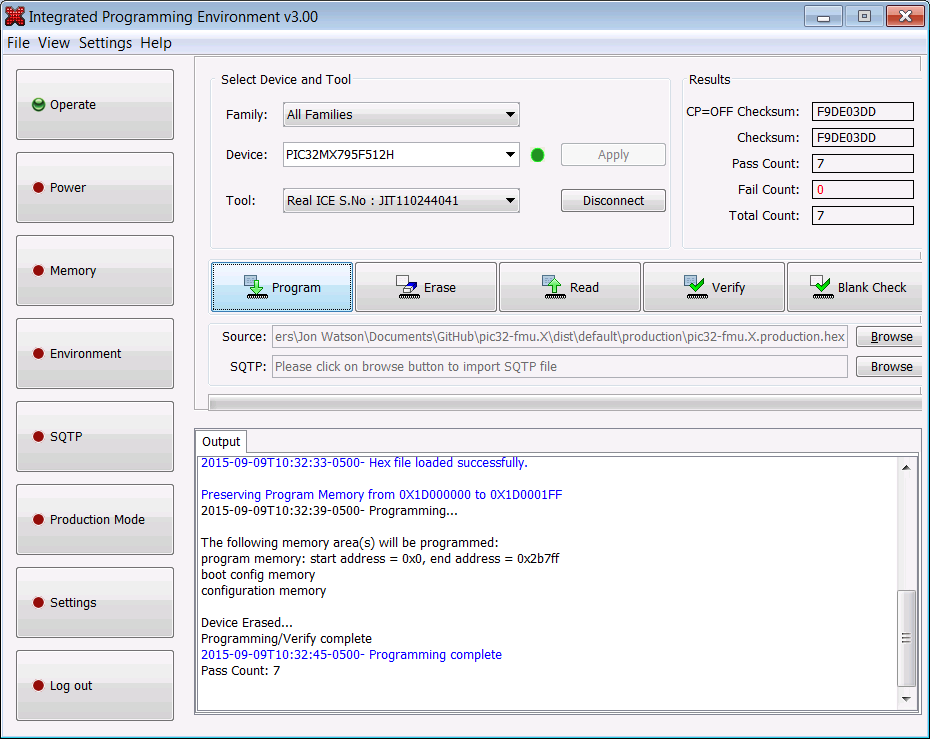 Integrated Programming Environment v3.00
File View Settings Help
Operate
Power
Memory
Environment
SQTP
Production Mode
Settings
Log out
Select Device and Tool
Family: All Families
Device: PIC32MX795F512H Apply
Tool: Real ICE S.No : JIT110244041 Disconnect
Results
CP=OFF Checksum: F9DE03DD
Checksum: F9DE03DD
Pass Count: 7
Fail Count: 0
Total Count: 7
Program Erase Read Verify Blank Check
Source: ers\Jon Watson\Documents\GitHub\pic32-fmu.X\dist\default\production\pic32-fmu.X.production.hex Browse
SQTP: Please click on browse button to import SQTP file Browse
Output
2015-09-09T10:32:33-0500- Hex file loaded successfully.
Preserving Program Memory from 0X1D000000 to 0X1D0001FF
2015-09-09T10:32:39-0500- Programming...
The following memory area(s) will be programmed:
program memory: start address = 0x0, end address = 0x2b7ff
boot config memory
configuration memory
Device Erased...
Programming/Verify complete
2015-09-09T10:32:45-0500- Programming complete
Pass Count: 7